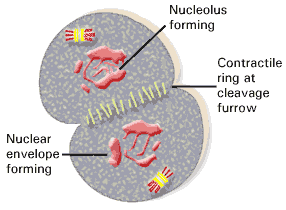 Nucleolus
forming
Contractile
ring at
cleavage
furrow
Nuclear
envelope
forming